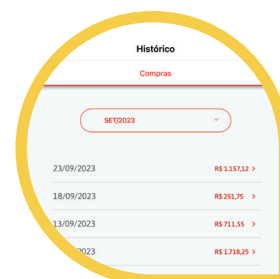 Histórico
Compras
SET/2023
23/09/2023 R$ 1.157,12 >
18/09/2023 R$ 251,75 >
13/09/2023 R$ 711,55 >
/2023 R$ 1.718,25 >